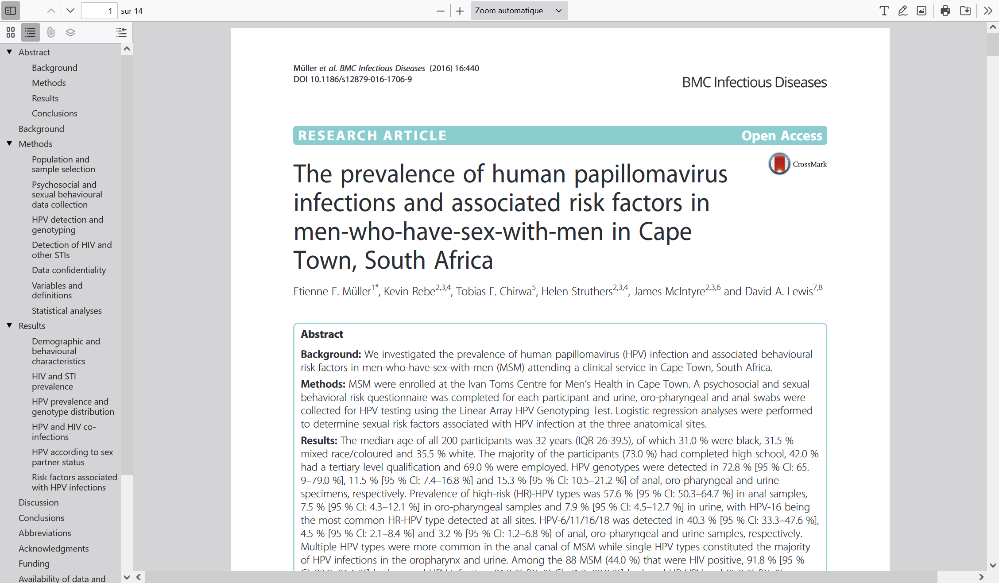 1 sur 14
Zoom automatique
Abstract
Background
Methods
Results
Conclusions
Background
Methods
Population and
sample selection
Psychosocial and
sexual behavioural
data collection
HPV detection and
genotyping
Detection of HIV and
other STIs
Data confidentiality
Variables and
definitions
Statistical analyses
Results
Demographic and
behavioural
characteristics
HIV and STI
prevalence
HPV prevalence and
genotype distribution
HPV and HIV co-
infections
HPV according to sex
partner status
Risk factors associated
with HPV infections
Discussion
Conclusions
Abbreviations
Acknowledgments
Funding
Availability of data and
Müller et al. BMC Infectious Diseases (2016) 16:440
DOI 10.1186/s12879-016-1706-9
BMC Infectious Diseases
RESEARCH ARTICLE Open Access
CrossMark
The prevalence of human papillomavirus
infections and associated risk factors in
men-who-have-sex-with-men in Cape
Town, South Africa
Etienne E. Müller1*, Kevin Rebe2,3,4, Tobias F. Chirwa5, Helen Struthers2,3,4, James McIntyre2,3,6 and David A. Lewis7,8
Abstract
Background: We investigated the prevalence of human papillomavirus (HPV) infection and associated behavioural
risk factors in men-who-have-sex-with-men (MSM) attending a clinical service in Cape Town, South Africa.
Methods: MSM were enrolled at the Ivan Toms Centre for Men's Health in Cape Town. A psychosocial and sexual
behavioral risk questionnaire was completed for each participant and urine, oro-pharyngeal and anal swabs were
collected for HPV testing using the Linear Array HPV Genotyping Test. Logistic regression analyses were performed
to determine sexual risk factors associated with HPV infection at the three anatomical sites.
Results: The median age of all 200 participants was 32 years (IQR 26-39.5), of which 31.0 % were black, 31.5 %
mixed race/coloured and 35.5 % white. The majority of the participants (73.0 %) had completed high school, 42.0 %
had a tertiary level qualification and 69.0 % were employed. HPV genotypes were detected in 72.8 % [95 % CI: 65.
9–79.0 %], 11.5 % [95 % CI: 7.4–16.8 %] and 15.3 % [95 % CI: 10.5–21.2 %] of anal, oro-pharyngeal and urine
specimens, respectively. Prevalence of high-risk (HR)-HPV types was 57.6 % [95 % CI: 50.3–64.7 %] in anal samples,
7.5 % [95 % CI: 4.3–12.1 %] in oro-pharyngeal samples and 7.9 % [95 % CI: 4.5–12.7 %] in urine, with HPV-16 being
the most common HR-HPV type detected at all sites. HPV-6/11/16/18 was detected in 40.3 % [95 % CI: 33.3–47.6 %],
4.5 % [95 % CI: 2.1–8.4 %] and 3.2 % [95 % CI: 1.2–6.8 %] of anal, oro-pharyngeal and urine samples, respectively.
Multiple HPV types were more common in the anal canal of MSM while single HPV types constituted the majority
of HPV infections in the oropharynx and urine. Among the 88 MSM (44.0 %) that were HIV positive, 91.8 % [95 %